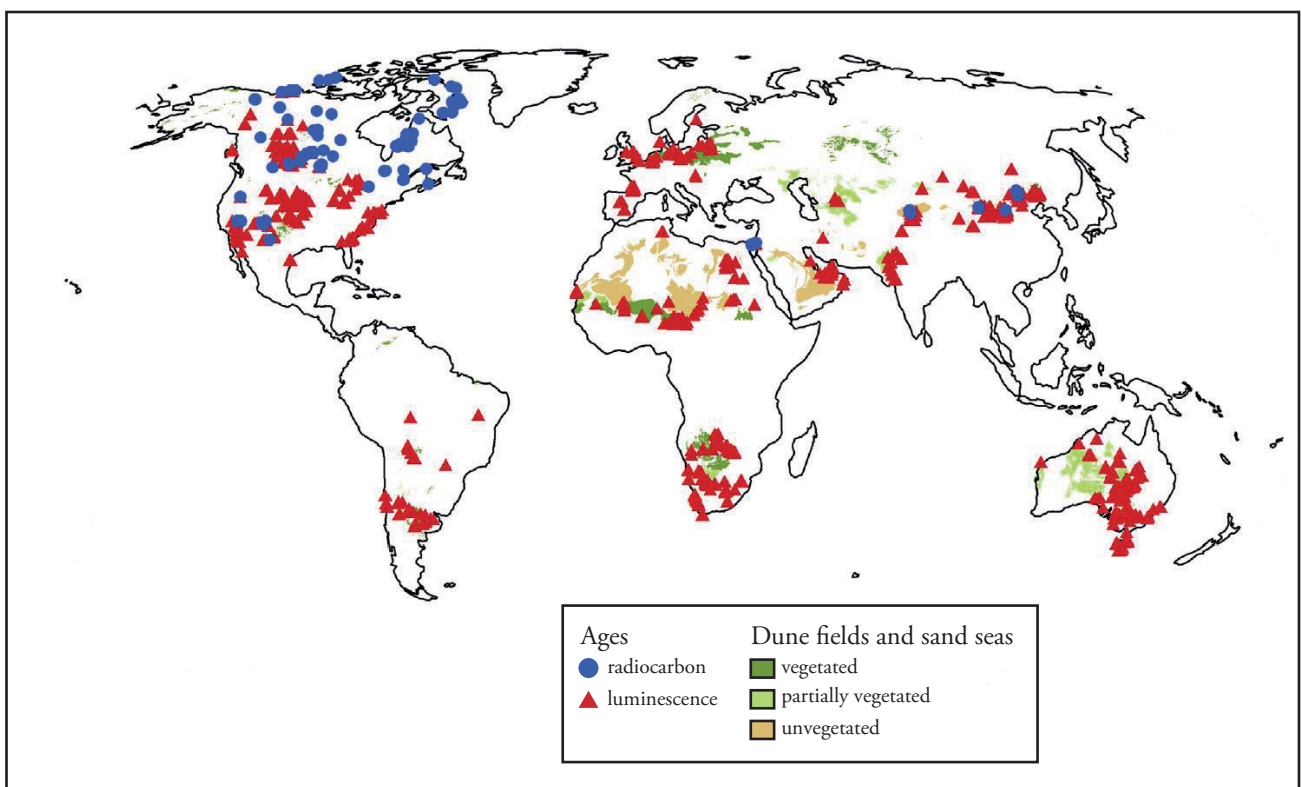 Ages
radiocarbon
luminescence
Dune fields and sand seas
vegetated
partially vegetated
unvegetated